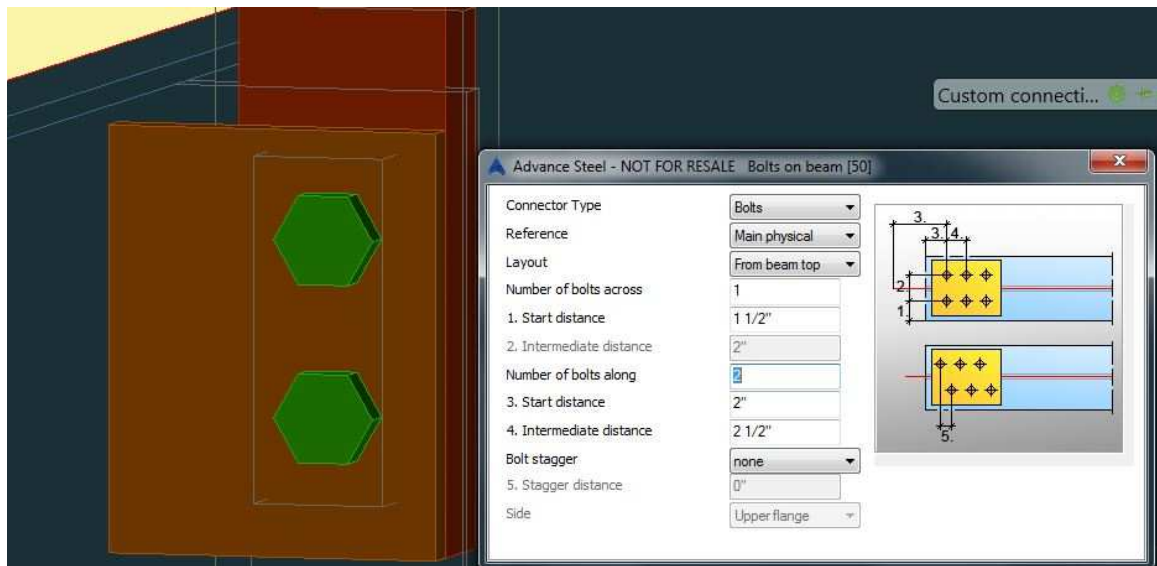 Custom connecti...
Advance Steel - NOT FOR RESALE Bolts on beam [50]
x
Connector Type Bolts
Reference Main physical
Layout From beam top
Number of bolts across 1
1. Start distance 1 1/2"
2. Intermediate distance 2"
Number of bolts along 2
3. Start distance 2"
4. Intermediate distance 2 1/2"
Bolt stagger none
5. Stagger distance 0"
Side Upper flange
3.
3. 4.
2.
1.
5.